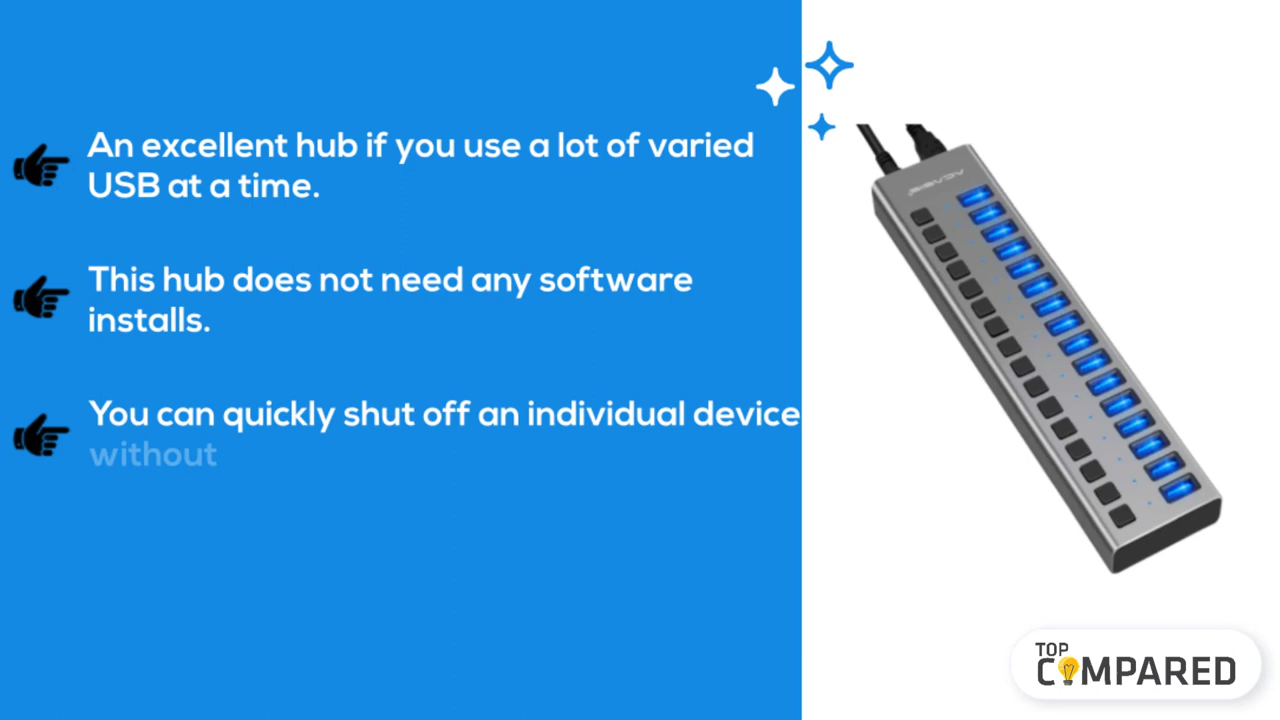 An excellent hub if you use a lot of varied
USB at a time.
This hub does not need any software
installs.
You can quickly shut off an individual device
without
TOP
COMPARED